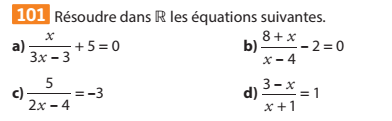 101 Résoudre dans ℝ les équations suivantes.
a) x/(3x – 3) + 5 = 0
b) (8 + x)/(x – 4) – 2 = 0
c) 5/(2x – 4) = –3
d) (3 – x)/(x + 1) = 1